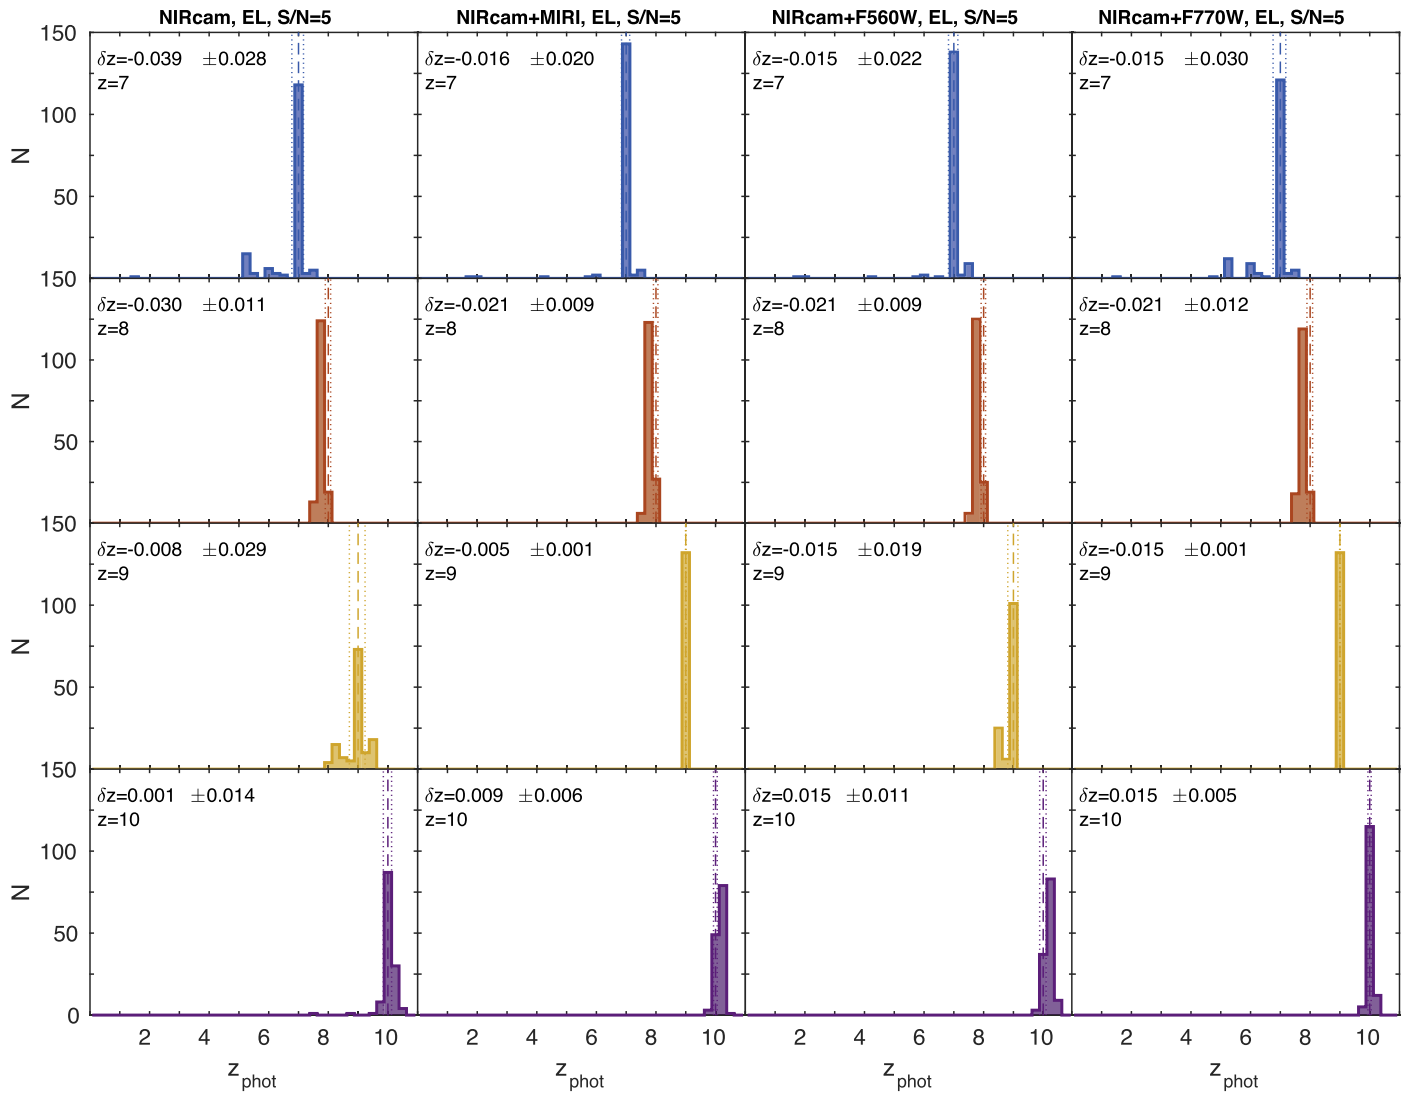 NIRcam, EL, S/N=5 NIRcam+MIRI, EL, S/N=5 NIRcam+F560W, EL, S/N=5 NIRcam+F770W, EL, S/N=5
150
δz=-0.039 ±0.028 δz=-0.016 ±0.020 δz=-0.015 ±0.022 δz=-0.015 ±0.030
z=7 z=7 z=7 z=7
100
N
50
150
δz=-0.030 ±0.011 δz=-0.021 ±0.009 δz=-0.021 ±0.009 δz=-0.021 ±0.012
z=8 z=8 z=8 z=8
100
N
50
150
δz=-0.008 ±0.029 δz=-0.005 ±0.001 δz=-0.015 ±0.019 δz=-0.015 ±0.001
z=9 z=9 z=9 z=9
100
N
50
150
δz=0.001 ±0.014 δz=0.009 ±0.006 δz=0.015 ±0.011 δz=0.015 ±0.005
z=10 z=10 z=10 z=10
100
N
50
0
2 4 6 8 10 2 4 6 8 10 2 4 6 8 10 2 4 6 8 10
z phot z phot z phot z phot